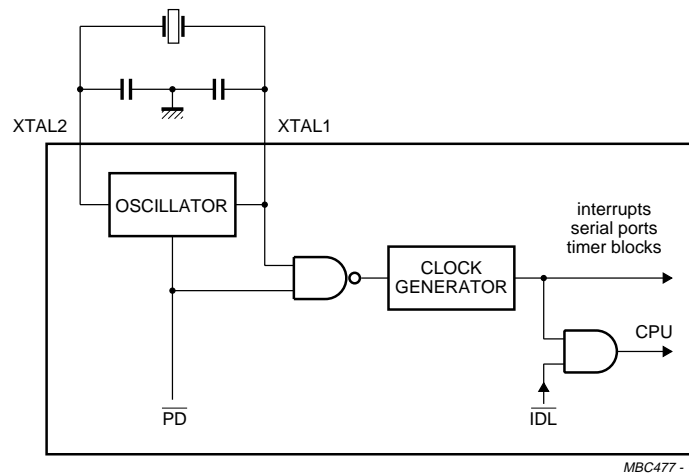 XTAL2
XTAL1
OSCILLATOR
interrupts
serial ports
timer blocks
CLOCK
GENERATOR
CPU
PD
IDL
MBC477 -